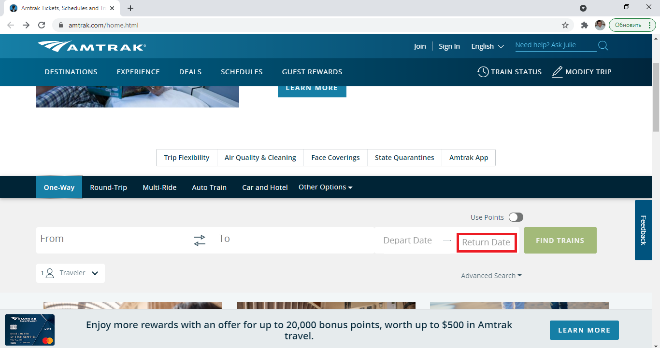 Amtrak Tickets, Schedules and Tr
amtrak.com/home.html
Обновить
AMTRAK
Join
Sign In
English
Need help? Ask Julie
DESTINATIONS
EXPERIENCE
DEALS
SCHEDULES
GUEST REWARDS
TRAIN STATUS
MODIFY TRIP
LEARN MORE
Trip Flexibility
Air Quality & Cleaning
Face Coverings
State Quarantines
Amtrak App
One-Way
Round-Trip
Multi-Ride
Auto Train
Car and Hotel
Other Options
Feedback
Use Points
From
To
Depart Date
Return Date
FIND TRAINS
1
Traveler
Advanced Search
AMTRAK
Enjoy more rewards with an offer for up to 20,000 bonus points, worth up to $500 in Amtrak
travel.
LEARN MORE